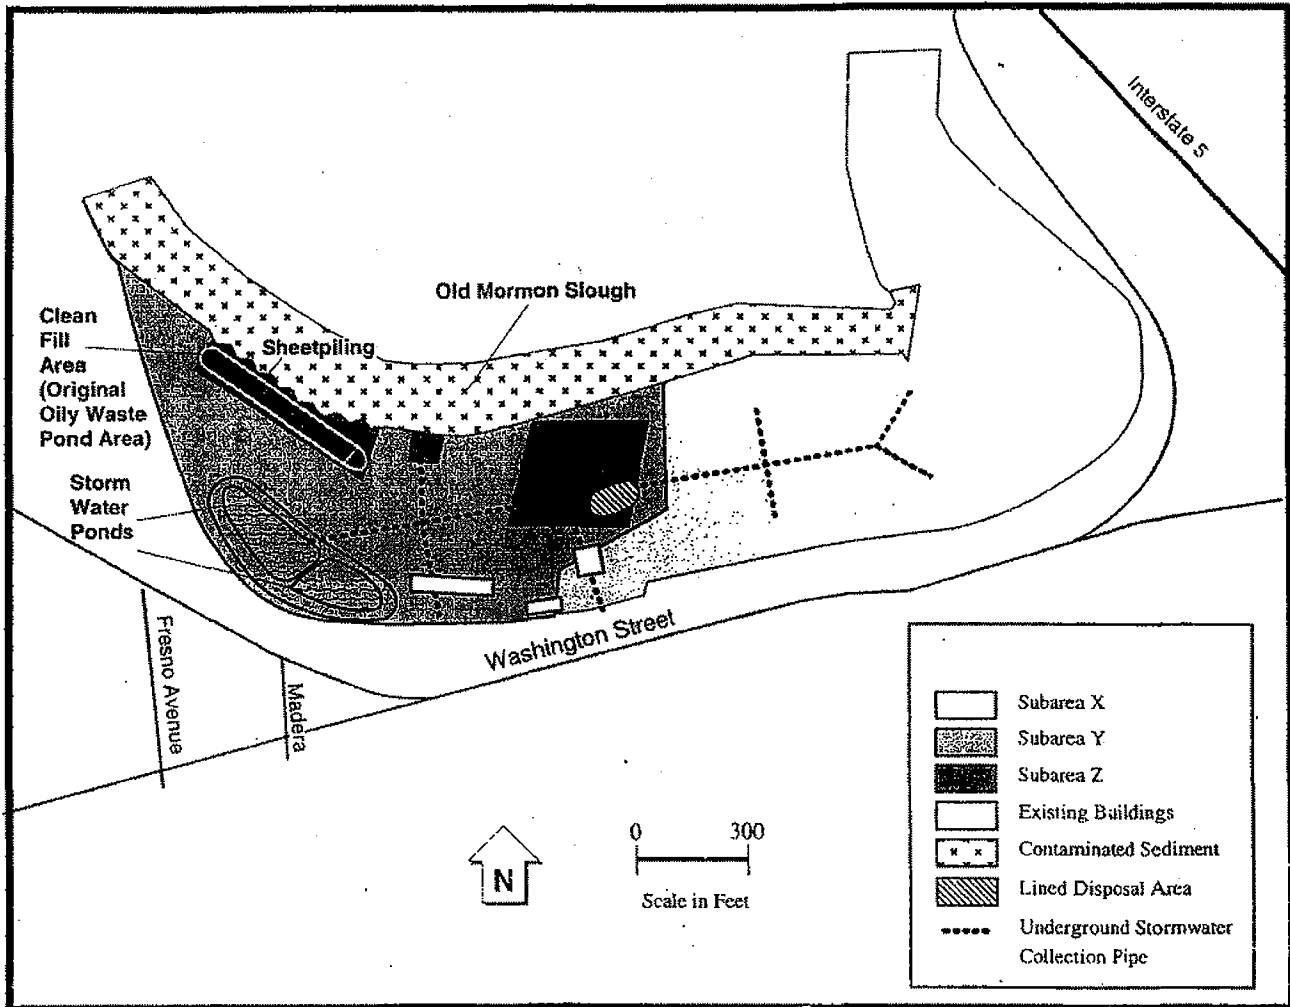 Interstate 5
Old Mormon Slough
Clean
Fill
Area
(Original
Oily Waste
Pond Area)
Sheetpiling
Storm
Water
Ponds
Washington Street
Fresno Avenue
Madera
N
0 300
Scale in Feet
Subarea X
Subarea Y
Subarea Z
Existing Buildings
Contaminated Sediment
Lined Disposal Area
Underground Stormwater
Collection Pipe